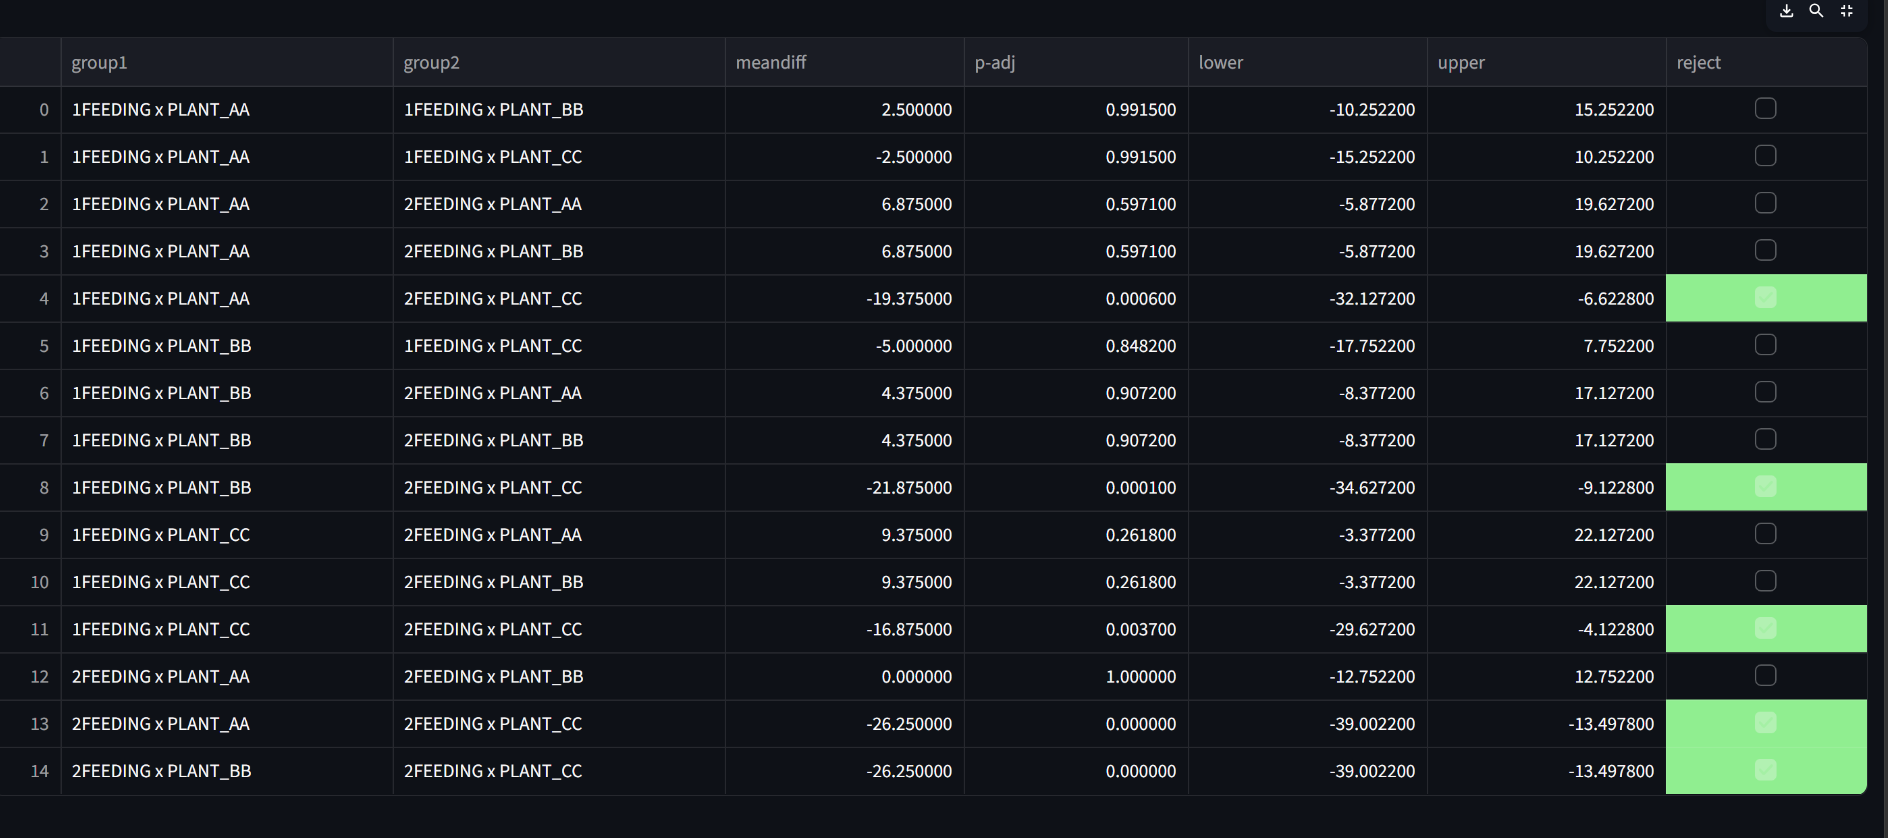 group1 group2 meandiff p-adj lower upper reject
0 1FEEDING x PLANT_AA 1FEEDING x PLANT_BB 2.500000 0.991500 -10.252200 15.252200
1 1FEEDING x PLANT_AA 1FEEDING x PLANT_CC -2.500000 0.991500 -15.252200 10.252200
2 1FEEDING x PLANT_AA 2FEEDING x PLANT_AA 6.875000 0.597100 -5.877200 19.627200
3 1FEEDING x PLANT_AA 2FEEDING x PLANT_BB 6.875000 0.597100 -5.877200 19.627200
4 1FEEDING x PLANT_AA 2FEEDING x PLANT_CC -19.375000 0.000600 -32.127200 -6.622800
5 1FEEDING x PLANT_BB 1FEEDING x PLANT_CC -5.000000 0.848200 -17.752200 7.752200
6 1FEEDING x PLANT_BB 2FEEDING x PLANT_AA 4.375000 0.907200 -8.377200 17.127200
7 1FEEDING x PLANT_BB 2FEEDING x PLANT_BB 4.375000 0.907200 -8.377200 17.127200
8 1FEEDING x PLANT_BB 2FEEDING x PLANT_CC -21.875000 0.000100 -34.627200 -9.122800
9 1FEEDING x PLANT_CC 2FEEDING x PLANT_AA 9.375000 0.261800 -3.377200 22.127200
10 1FEEDING x PLANT_CC 2FEEDING x PLANT_BB 9.375000 0.261800 -3.377200 22.127200
11 1FEEDING x PLANT_CC 2FEEDING x PLANT_CC -16.875000 0.003700 -29.627200 -4.122800
12 2FEEDING x PLANT_AA 2FEEDING x PLANT_BB 0.000000 1.000000 -12.752200 12.752200
13 2FEEDING x PLANT_AA 2FEEDING x PLANT_CC -26.250000 0.000000 -39.002200 -13.497800
14 2FEEDING x PLANT_BB 2FEEDING x PLANT_CC -26.250000 0.000000 -39.002200 -13.497800